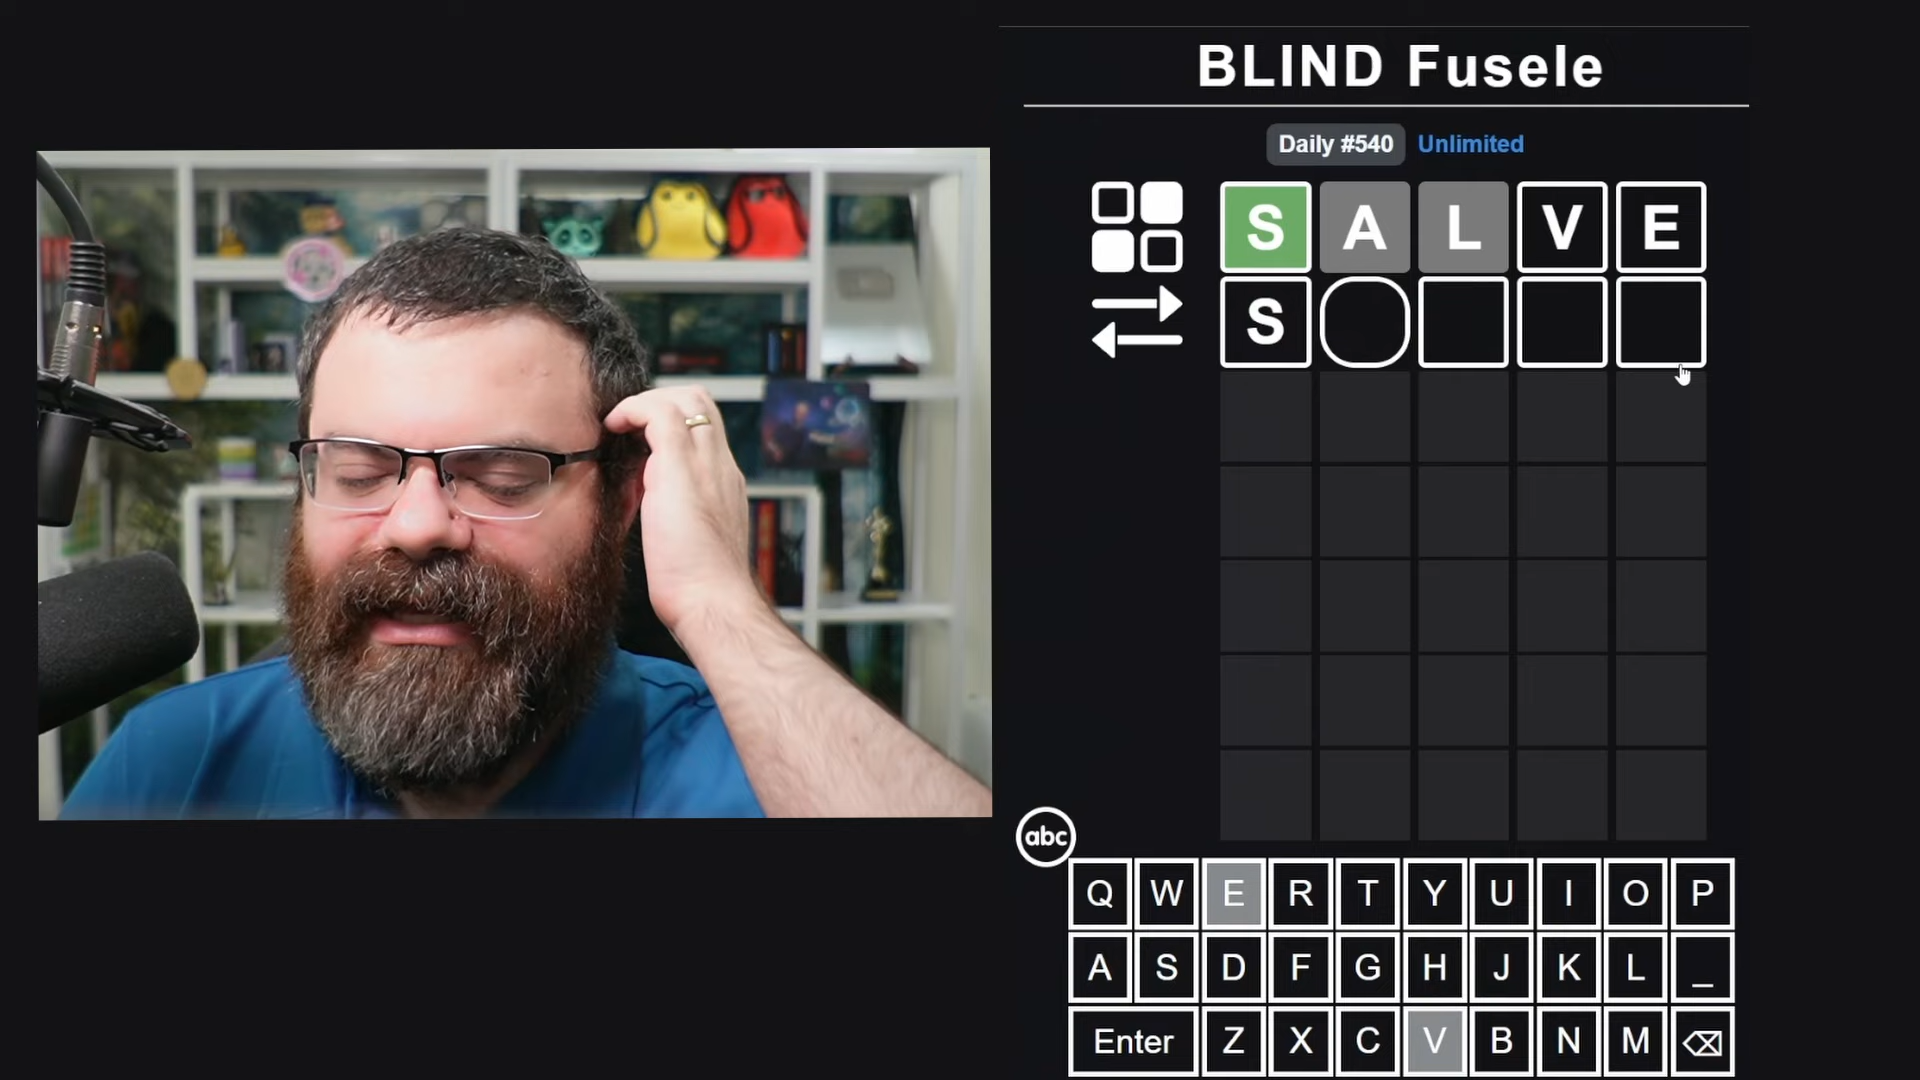 BLIND Fusele
Daily #540 Unlimited
S A L V E
S
abc
Q W E R T Y U I O P
A S D F G H J K L _
Enter Z X C V B N M